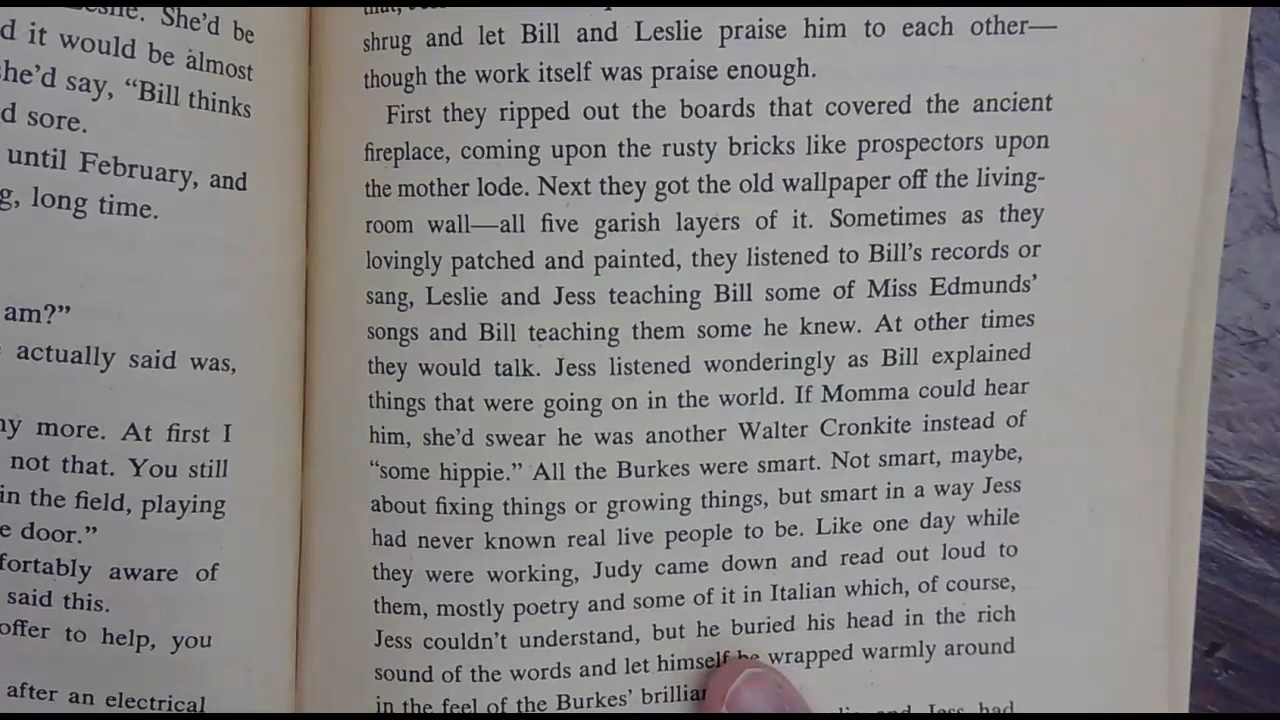 She'd be
d it would be almost
she'd say, "Bill thinks
d sore.
until February, and
g, long time.
am?"
actually said was,
ny more. At first I
not that. You still
in the field, playing
e door."
fortably aware of
said this.
offer to help, you
after an electrical
shrug and let Bill and Leslie praise him to each other—
though the work itself was praise enough.
First they ripped out the boards that covered the ancient
fireplace, coming upon the rusty bricks like prospectors upon
the mother lode. Next they got the old wallpaper off the living-
room wall—all five garish layers of it. Sometimes as they
lovingly patched and painted, they listened to Bill's records or
sang, Leslie and Jess teaching Bill some of Miss Edmunds'
songs and Bill teaching them some he knew. At other times
they would talk. Jess listened wonderingly as Bill explained
things that were going on in the world. If Momma could hear
him, she'd swear he was another Walter Cronkite instead of
"some hippie." All the Burkes were smart. Not smart, maybe,
about fixing things or growing things, but smart in a way Jess
had never known real live people to be. Like one day while
they were working, Judy came down and read out loud to
them, mostly poetry and some of it in Italian which, of course,
Jess couldn't understand, but he buried his head in the rich
sound of the words and let himself be wrapped warmly around
in the feel of the Burkes' brillian
Jess had